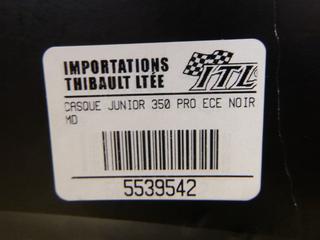 IMPORTATIONS
THIBAULT LTÉE
ITL
CASQUE JUNIOR 350 PRO ECE NOIR
MD
5539542